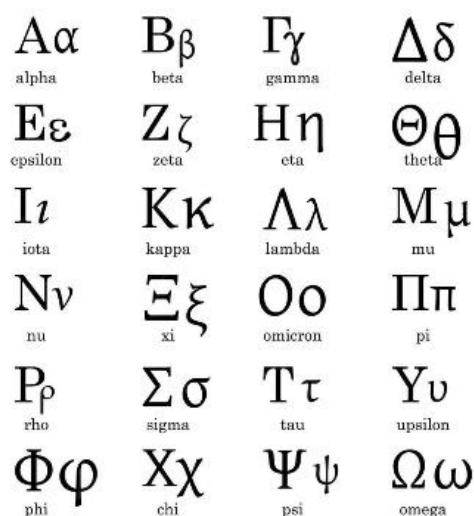 Αα Ββ Γγ Δδ
alpha beta gamma delta
Εε Ζζ Ηη Θθ
epsilon zeta eta theta
Ιι Κκ Λλ Μμ
iota kappa lambda mu
Νν Ξξ Οο Ππ
nu xi omicron pi
Ρρ Σσ Ττ Υυ
rho sigma tau upsilon
Φφ Χχ Ψψ Ωω
phi chi psi omega